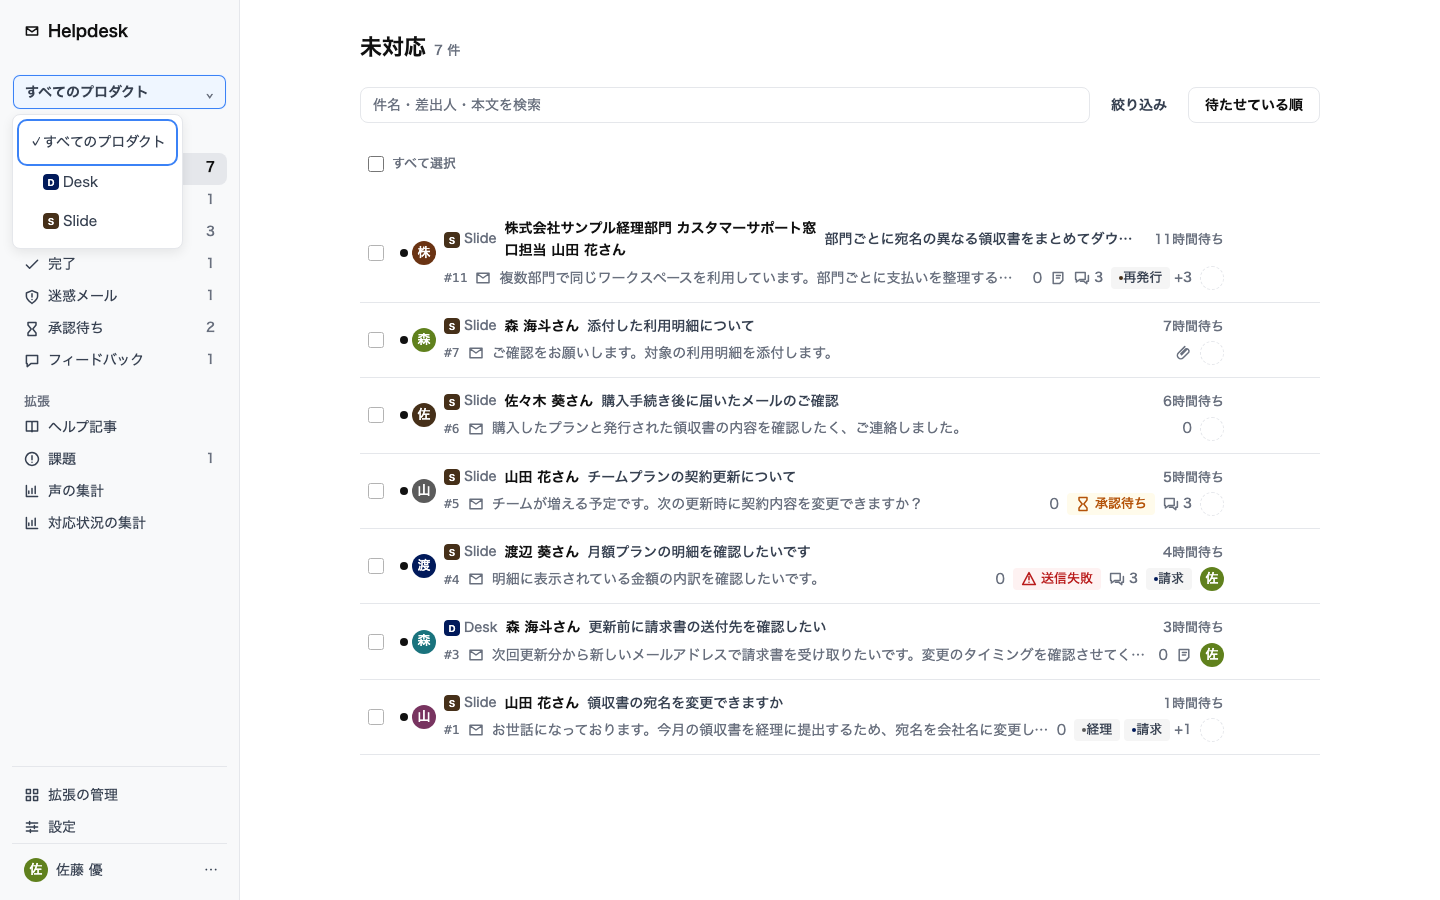 Helpdesk
すべてのプロダクト
✓すべてのプロダクト
D Desk
S Slide
7
1
3
完了 1
迷惑メール 1
承認待ち 2
フィードバック 1
拡張
ヘルプ記事
課題 1
声の集計
対応状況の集計
拡張の管理
設定
佐 佐藤 優 …
未対応 7 件
件名・差出人・本文を検索 絞り込み 待たせている順
すべて選択
株 S Slide 株式会社サンプル経理部門 カスタマーサポート窓
口担当 山田 花さん 部門ごとに宛名の異なる領収書をまとめてダウ… 11時間待ち
#11 複数部門で同じワークスペースを利用しています。部門ごとに支払いを整理する… 0 3 •再発行 +3
森 S Slide 森 海斗さん 添付した利用明細について 7時間待ち
#7 ご確認をお願いします。対象の利用明細を添付します。
佐 S Slide 佐々木 葵さん 購入手続き後に届いたメールのご確認 6時間待ち
#6 購入したプランと発行された領収書の内容を確認したく、ご連絡しました。 0
山 S Slide 山田 花さん チームプランの契約更新について 5時間待ち
#5 チームが増える予定です。次の更新時に契約内容を変更できますか？ 0 承認待ち 3
渡 S Slide 渡辺 葵さん 月額プランの明細を確認したいです 4時間待ち
#4 明細に表示されている金額の内訳を確認したいです。 0 送信失敗 3 •請求 佐
森 D Desk 森 海斗さん 更新前に請求書の送付先を確認したい 3時間待ち
#3 次回更新分から新しいメールアドレスで請求書を受け取りたいです。変更のタイミングを確認させてく… 0 佐
山 S Slide 山田 花さん 領収書の宛名を変更できますか 1時間待ち
#1 お世話になっております。今月の領収書を経理に提出するため、宛名を会社名に変更し… 0 •経理 •請求 +1